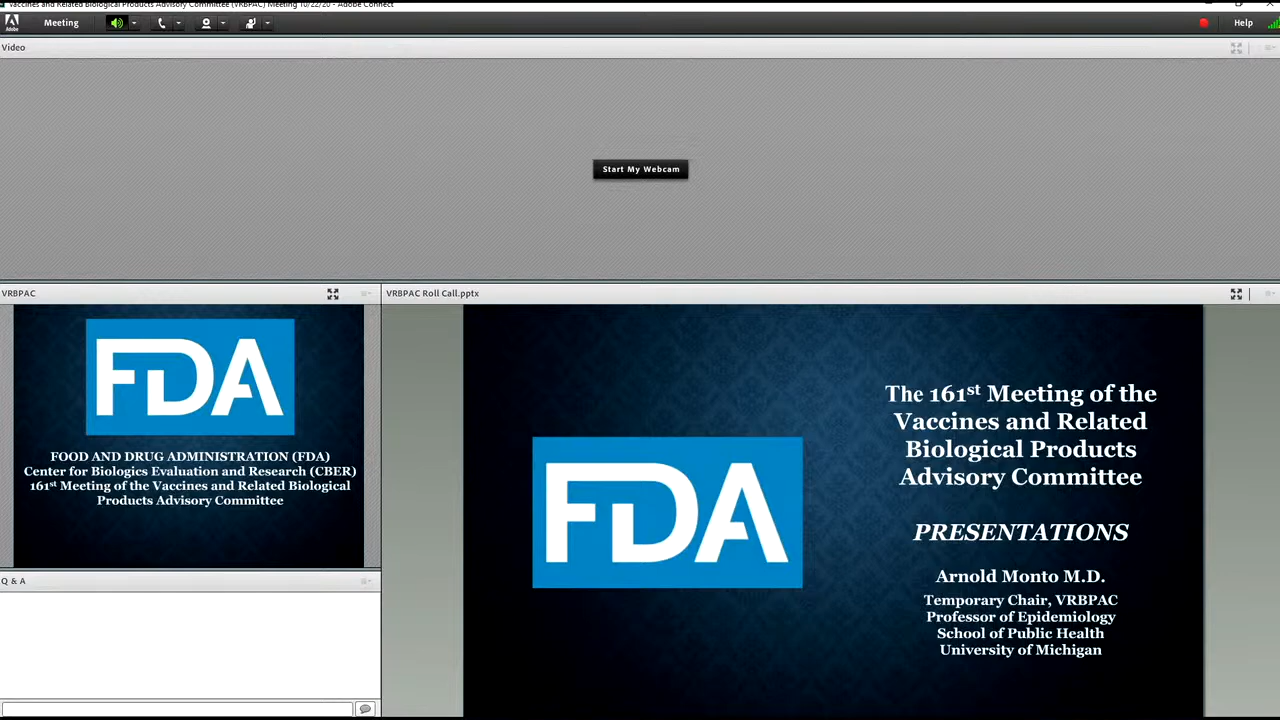 Vaccines and Related Biological Products Advisory Committee (VRBPAC) Meeting 10/22/20 - Adobe Connect
Adobe
Meeting
Help
Video
Start My Webcam
VRBPAC
FDA
FOOD AND DRUG ADMINISTRATION (FDA)
Center for Biologics Evaluation and Research (CBER)
161st Meeting of the Vaccines and Related Biological
Products Advisory Committee
Q & A
VRBPAC Roll Call.pptx
FDA
The 161st Meeting of the
Vaccines and Related
Biological Products
Advisory Committee
PRESENTATIONS
Arnold Monto M.D.
Temporary Chair, VRBPAC
Professor of Epidemiology
School of Public Health
University of Michigan